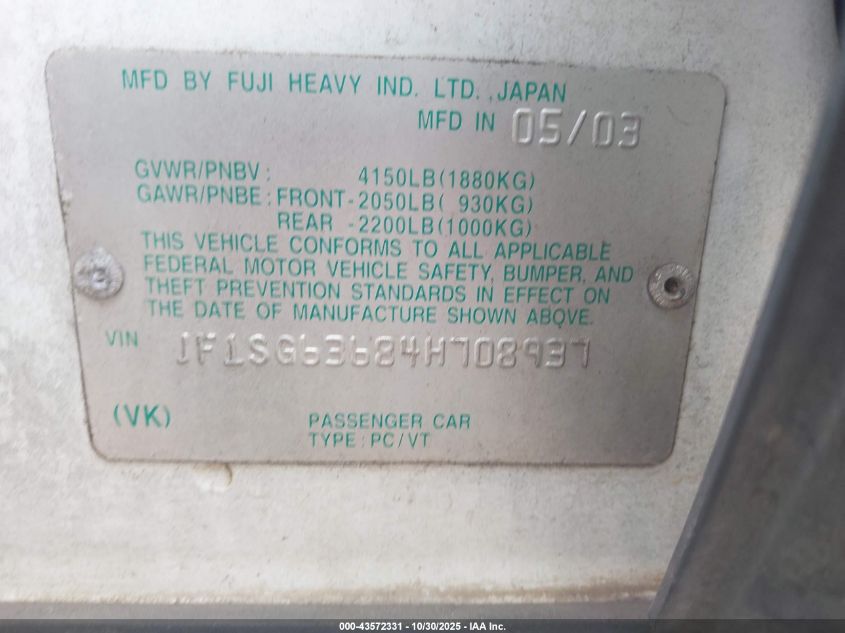 MFD BY FUJI HEAVY IND. LTD. ,JAPAN
MFD IN 05/03
GVWR/PNBV: 4150LB(1880KG)
GAWR/PNBE: FRONT-2050LB( 930KG)
REAR -2200LB(1000KG)
THIS VEHICLE CONFORMS TO ALL APPLICABLE
FEDERAL MOTOR VEHICLE SAFETY, BUMPER, AND
THEFT PREVENTION STANDARDS IN EFFECT ON
THE DATE OF MANUFACTURE SHOWN ABOVE.
VIN JF1SG63684H708937
(VK) PASSENGER CAR
TYPE: PC/VT
000-43572331 - 10/30/2025 - IAA Inc.